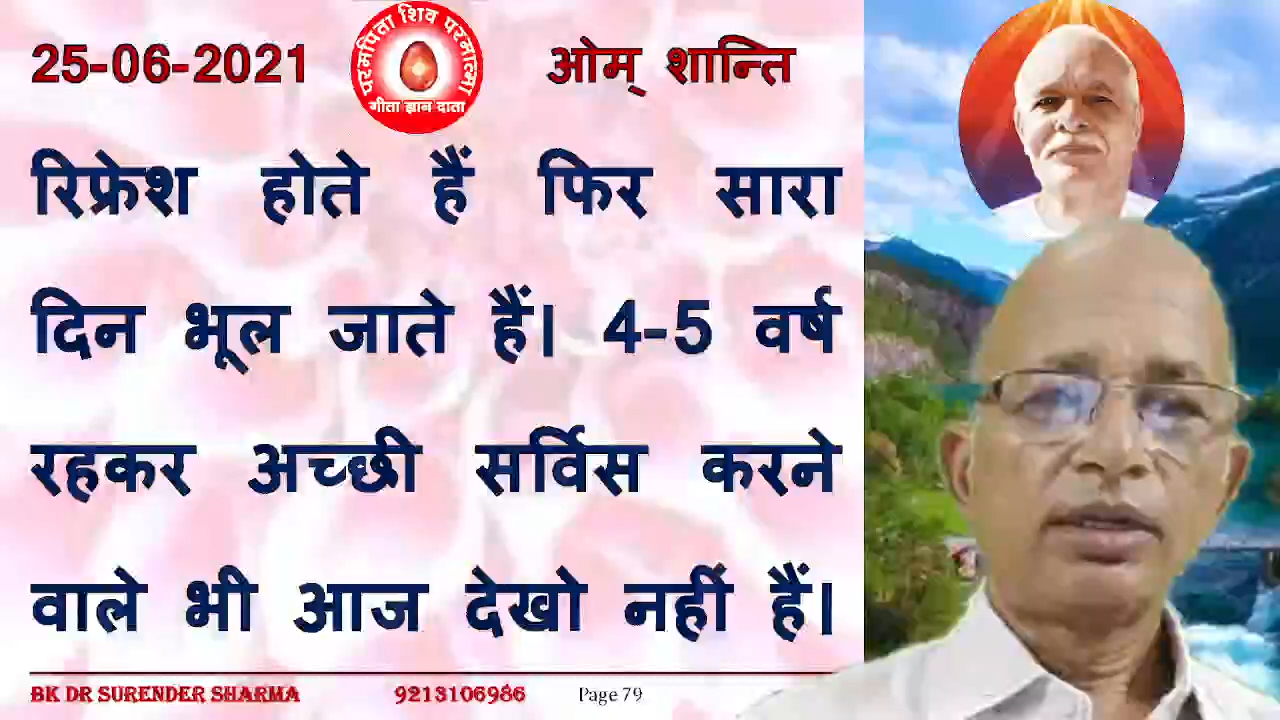 25-06-2021
परमपिता शिव परमात्मा
गीता ज्ञान दाता
ओम् शान्ति
रिफ्रेश होते हैं फिर सारा
दिन भूल जाते हैं। 4-5 वर्ष
रहकर अच्छी सर्विस करने
वाले भी आज देखो नहीं हैं।
BK DR SURENDER SHARMA 9213106986 Page 79